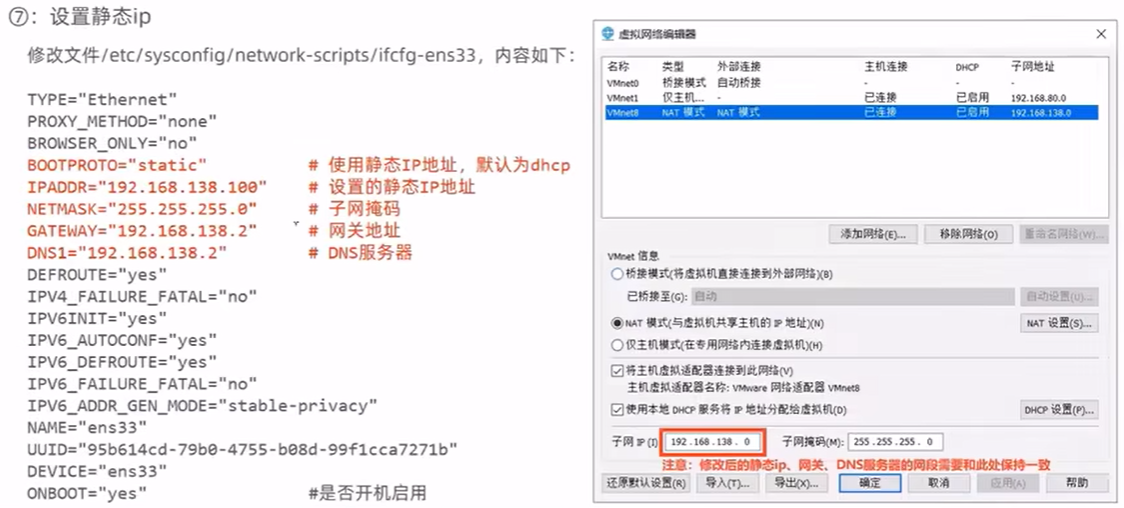 ⑦：设置静态ip
修改文件/etc/sysconfig/network-scripts/ifcfg-ens33，内容如下：
TYPE="Ethernet"
PROXY_METHOD="none"
BROWSER_ONLY="no"
BOOTPROTO="static" # 使用静态IP地址，默认为dhcp
IPADDR="192.168.138.100" # 设置的静态IP地址
NETMASK="255.255.255.0" # 子网掩码
GATEWAY="192.168.138.2" # 网关地址
DNS1="192.168.138.2" # DNS服务器
DEFROUTE="yes"
IPV4_FAILURE_FATAL="no"
IPV6INIT="yes"
IPV6_AUTOCONF="yes"
IPV6_DEFROUTE="yes"
IPV6_FAILURE_FATAL="no"
IPV6_ADDR_GEN_MODE="stable-privacy"
NAME="ens33"
UUID="95b614cd-79b0-4755-b08d-99f1cca7271b"
DEVICE="ens33"
ONBOOT="yes" #是否开机启用
虚拟网络编辑器
名称 类型 外部连接 主机连接 DHCP 子网地址
VMnet0 桥接模式 自动桥接 - - -
VMnet1 仅主机... - 已连接 已启用 192.168.80.0
VMnet8 NAT 模式 NAT 模式 已连接 已启用 192.168.138.0
添加网络(E)... 移除网络(O) 重命名网络(W)...
VMnet 信息
桥接模式(将虚拟机直接连接到外部网络)(B)
已桥接至(G): 自动 自动设置(U)...
NAT 模式(与虚拟机共享主机的 IP 地址)(N) NAT 设置(S)...
仅主机模式(在专用网络内连接虚拟机)(H)
将主机虚拟适配器连接到此网络(V)
主机虚拟适配器名称: VMware 网络适配器 VMnet8
使用本地 DHCP 服务将 IP 地址分配给虚拟机(D) DHCP 设置(P)...
子网 IP (I) 192 . 168 . 138 . 0 子网掩码(M): 255 . 255 . 255 . 0
注意：修改后的静态ip、网关、DNS服务器的网段需要和此处保持一致
还原默认设置(R) 导入(T)... 导出(X)... 确定 取消 应用(A) 帮助